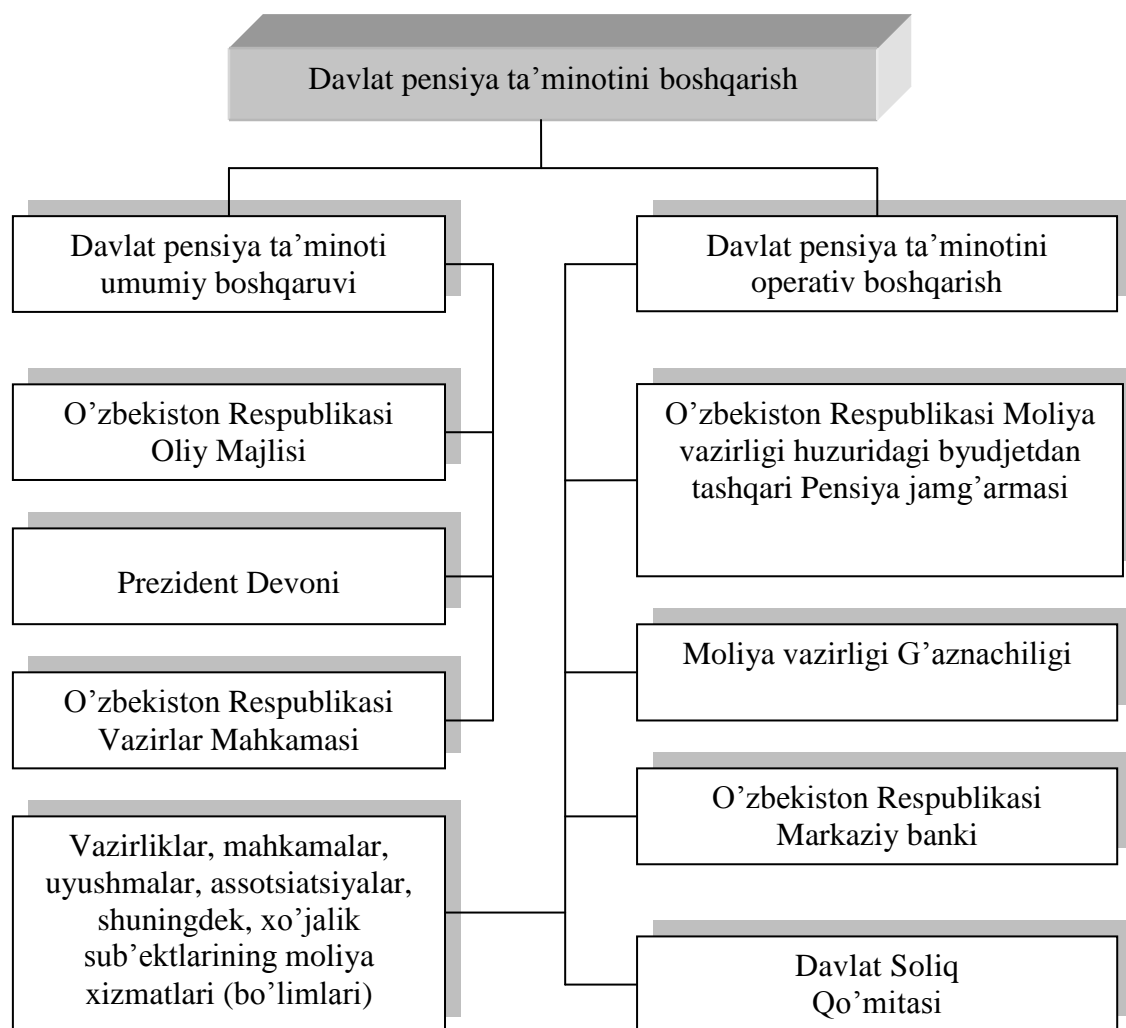 Davlat pensiya ta’minotini boshqarish
Davlat pensiya ta’minoti
umumiy boshqaruvi
O’zbekiston Respublikasi
Oliy Majlisi
Prezident Devoni
O’zbekiston Respublikasi
Vazirlar Mahkamasi
Vazirliklar, mahkamalar,
uyushmalar, assotsiatsiyalar,
shuningdek, xo’jalik
sub’ektlarining moliya
xizmatlari (bo’limlari)
Davlat pensiya ta’minotini
operativ boshqarish
O’zbekiston Respublikasi Moliya
vazirligi huzuridagi byudjetdan
tashqari Pensiya jamg’armasi
Moliya vazirligi G’aznachiligi
O’zbekiston Respublikasi
Markaziy banki
Davlat Soliq
Qo’mitasi